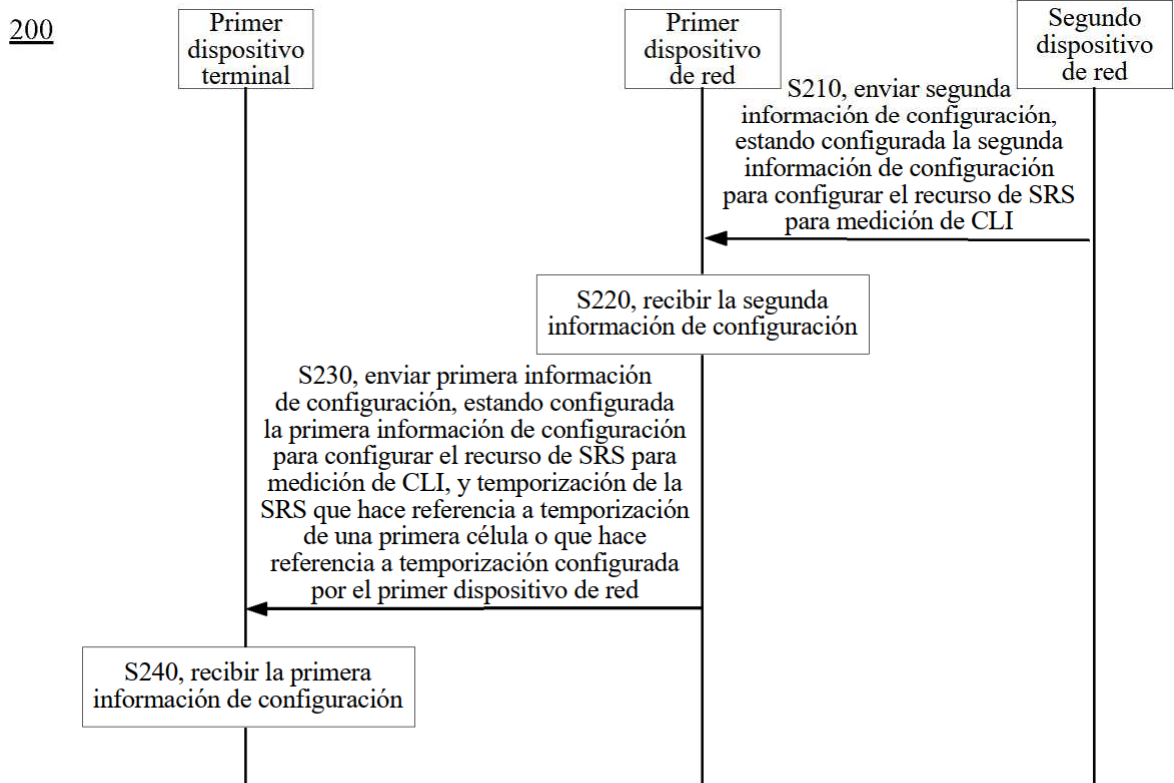 200
Primer
dispositivo
terminal
Primer
dispositivo
de red
Segundo
dispositivo
de red
S210, enviar segunda
información de configuración,
estando configurada la segunda
información de configuración
para configurar el recurso de SRS
para medición de CLI
S220, recibir la segunda
información de configuración
S230, enviar primera información
de configuración, estando configurada
la primera información de configuración
para configurar el recurso de SRS para
medición de CLI, y temporización de la
SRS que hace referencia a temporización
de una primera célula o que hace
referencia a temporización configurada
por el primer dispositivo de red
S240, recibir la primera
información de configuración